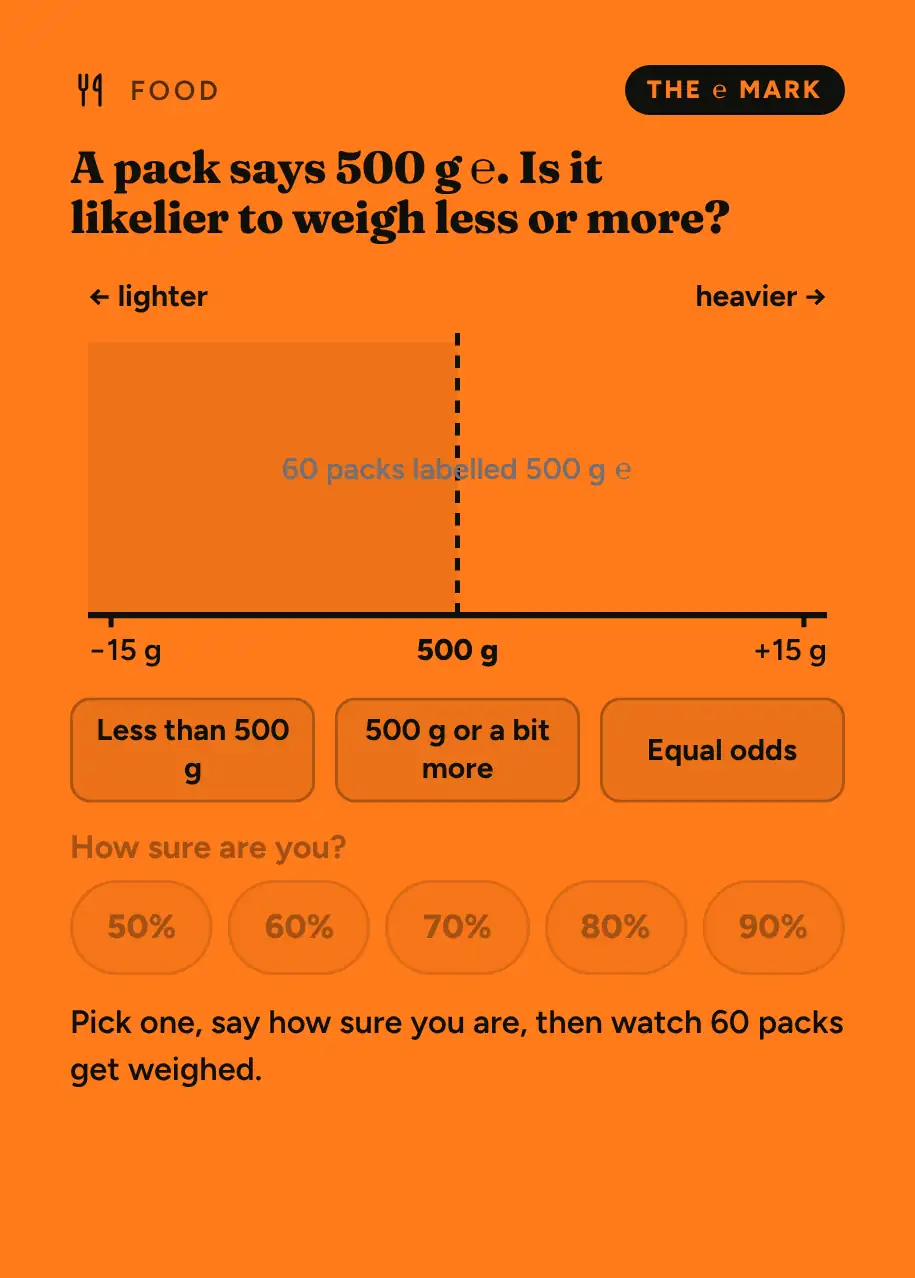 FOOD
THE ℮ MARK
A pack says 500 g ℮. Is it
likelier to weigh less or more?
← lighter
heavier →
60 packs labelled 500 g ℮
−15 g
500 g
+15 g
Less than 500
g
500 g or a bit
more
Equal odds
How sure are you?
50%
60%
70%
80%
90%
Pick one, say how sure you are, then watch 60 packs
get weighed.